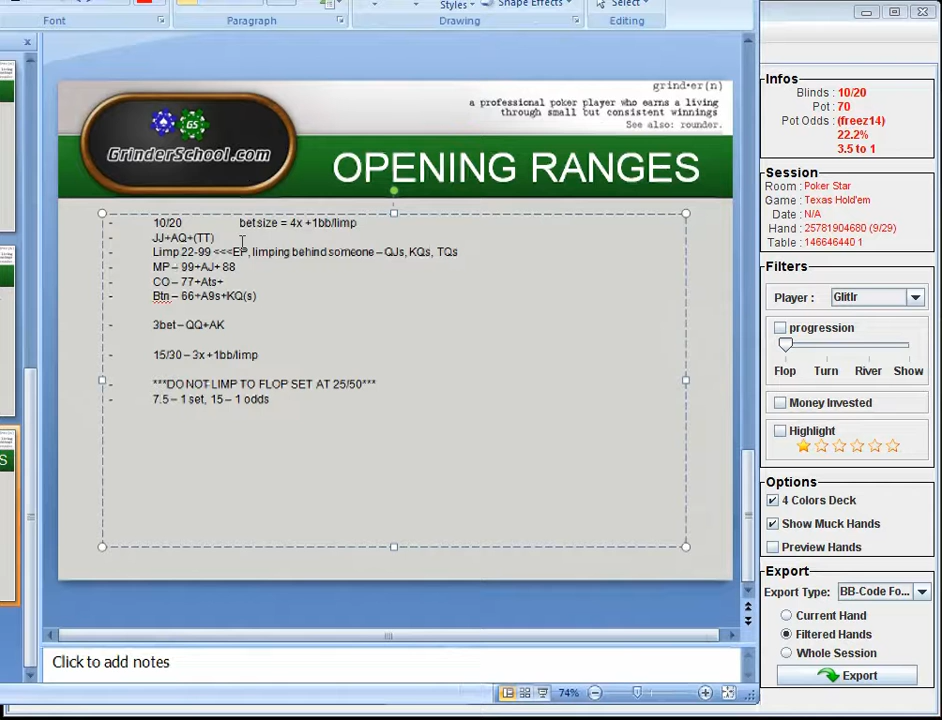 Font
Paragraph
Styles
Drawing
Shape Effects
Select
Editing
grind•er(n)
a professional poker player who earns a living
through small but consistent winnings
See also: rounder.
GS
GrinderSchool.com
OPENING RANGES
S
- 10/20 bet size = 4x +1bb/limp
- JJ+AQ+(TT)
- Limp 22-99 <<<EP, limping behind someone – QJs, KQs, TQs
- MP – 99+AJ+ 88
- CO – 77+Ats+
- Btn – 66+A9s+KQ(s)
- 3bet – QQ+AK
- 15/30 – 3x +1bb/limp
- ***DO NOT LIMP TO FLOP SET AT 25/50***
- 7.5 – 1 set, 15 – 1 odds
Click to add notes
74%
Infos
Blinds : 10/20
Pot : 70
Pot Odds : (freez14)
22.2%
3.5 to 1
Session
Room : Poker Star
Game : Texas Hold'em
Date : N/A
Hand : 25781904680 (9/29)
Table : 146646440 1
Filters
Player : Glitlr
progression
Flop Turn River Show
Money Invested
Highlight
Options
4 Colors Deck
Show Muck Hands
Preview Hands
Export
Export Type: BB-Code Fo...
Current Hand
Filtered Hands
Whole Session
Export